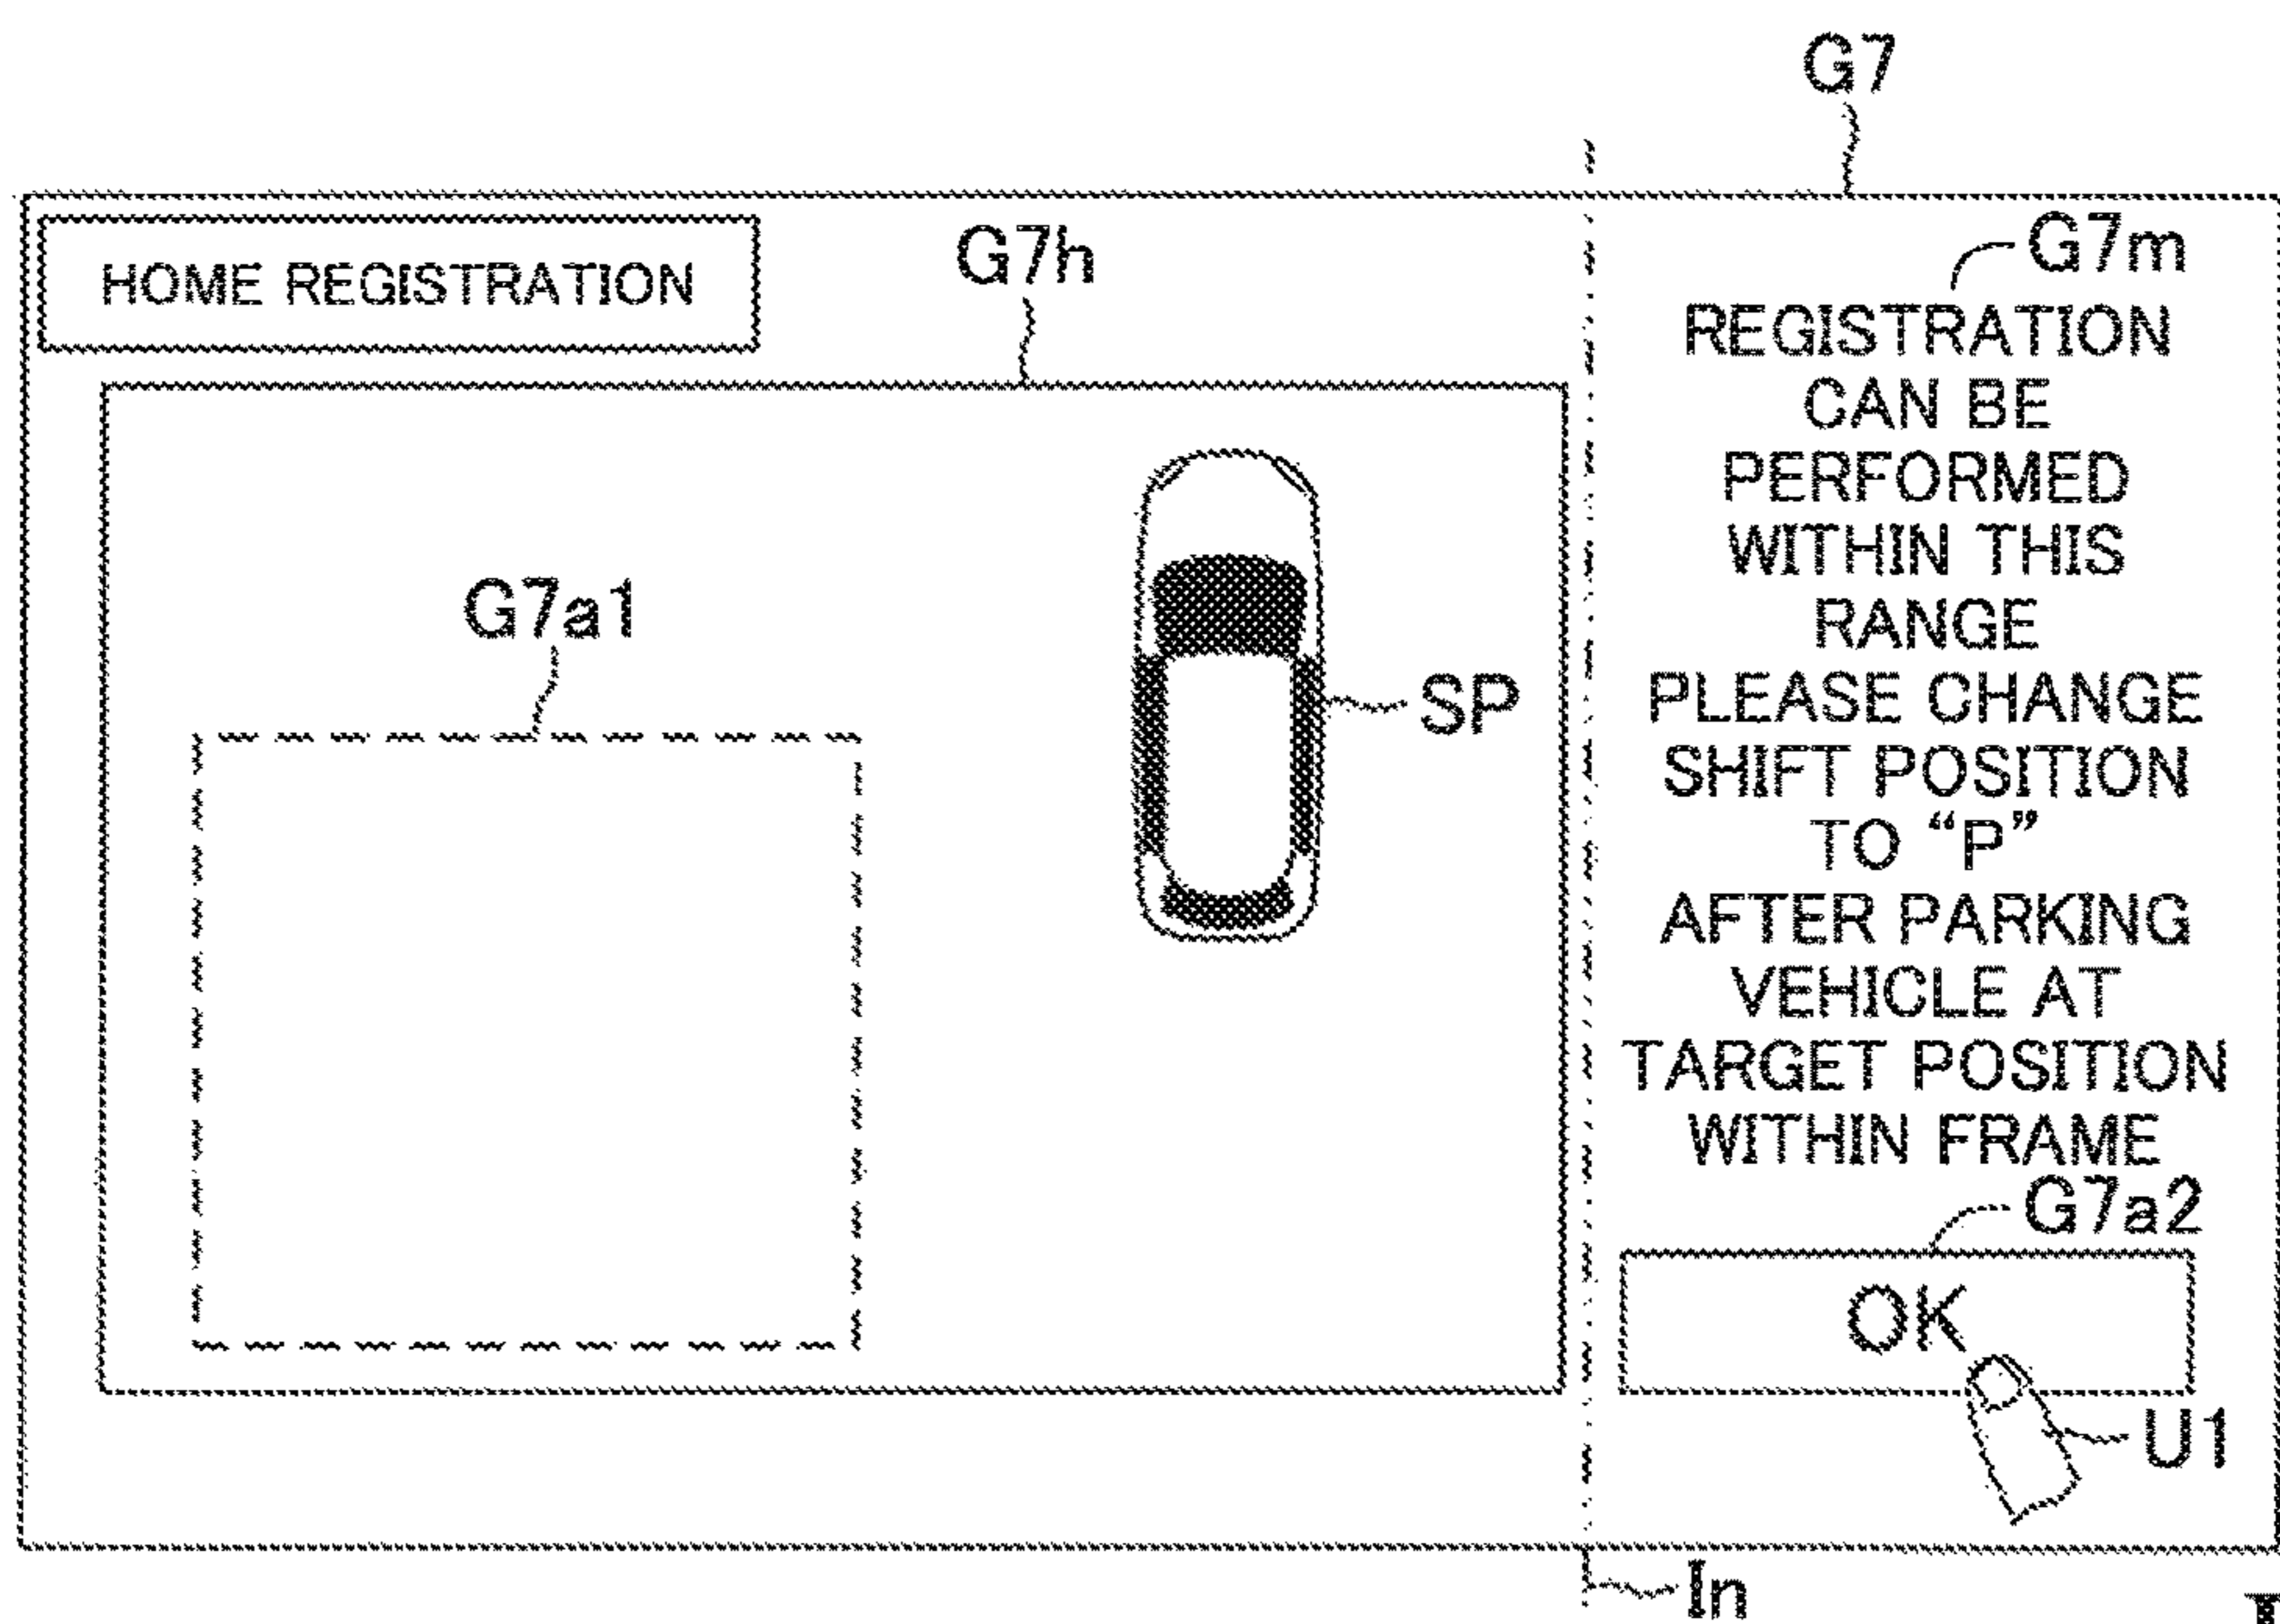 G7
HOME REGISTRATION
G7h
G7m
REGISTRATION
CAN BE
PERFORMED
WITHIN THIS
RANGE
PLEASE CHANGE
SHIFT POSITION
TO “P”
AFTER PARKING
VEHICLE AT
TARGET POSITION
WITHIN FRAME
G7a1
SP
G7a2
OK
U1
In